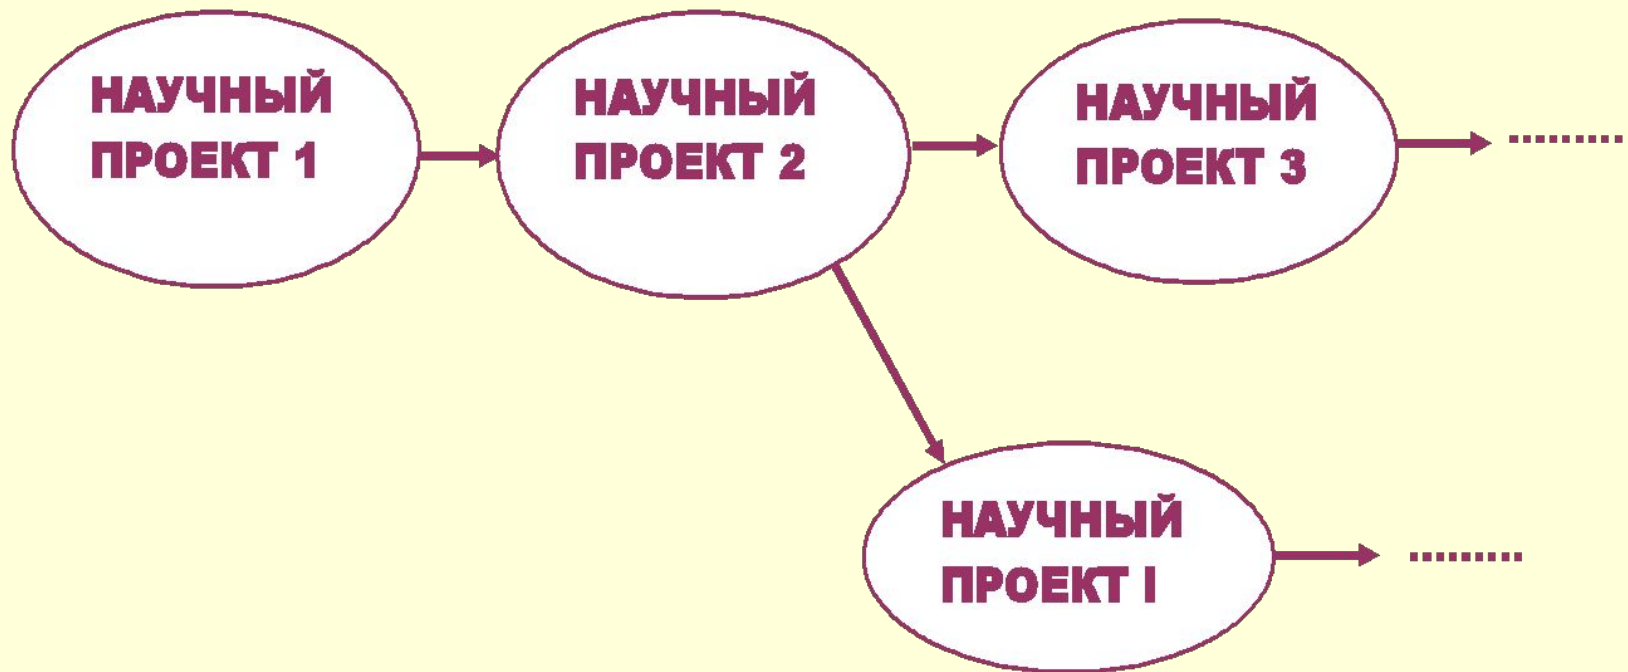 НАУЧНЫЙ
ПРОЕКТ 1
НАУЧНЫЙ
ПРОЕКТ 2
НАУЧНЫЙ
ПРОЕКТ 3
.........
НАУЧНЫЙ
ПРОЕКТ I
.........